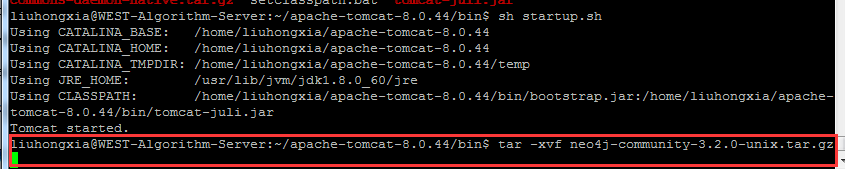 commons-daemon-native.tar.gz  setclasspath.bat  tomcat-juli.jar
liuhongxia@WEST-Algorithm-Server:~/apache-tomcat-8.0.44/bin$ sh startup.sh
Using CATALINA_BASE:   /home/liuhongxia/apache-tomcat-8.0.44
Using CATALINA_HOME:   /home/liuhongxia/apache-tomcat-8.0.44
Using CATALINA_TMPDIR: /home/liuhongxia/apache-tomcat-8.0.44/temp
Using JRE_HOME:        /usr/lib/jvm/jdk1.8.0_60/jre
Using CLASSPATH:       /home/liuhongxia/apache-tomcat-8.0.44/bin/bootstrap.jar:/home/liuhongxia/apache-
tomcat-8.0.44/bin/tomcat-juli.jar
Tomcat started.
liuhongxia@WEST-Algorithm-Server:~/apache-tomcat-8.0.44/bin$ tar -xvf neo4j-community-3.2.0-unix.tar.gz